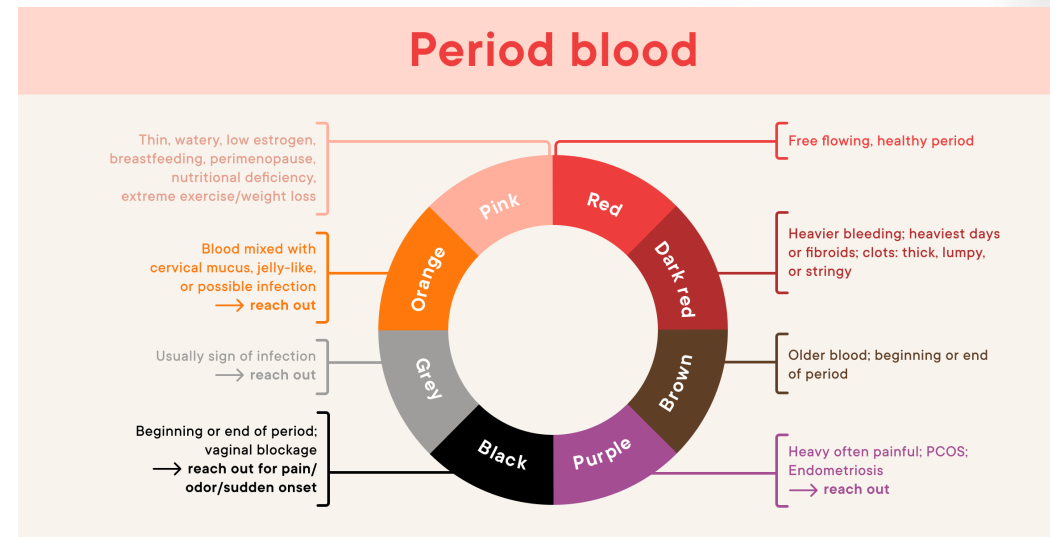 Period blood
Thin, watery, low estrogen,
breastfeeding, perimenopause,
nutritional deficiency,
extreme exercise/weight loss
Blood mixed with
cervical mucus, jelly-like,
or possible infection
→ reach out
Usually sign of infection
→ reach out
Beginning or end of period;
vaginal blockage
→ reach out for pain/
odor/sudden onset
Pink
Red
Orange
Dark red
Grey
Brown
Black
Purple
Free flowing, healthy period
Heavier bleeding; heaviest days
or fibroids; clots: thick, lumpy,
or stringy
Older blood; beginning or end
of period
Heavy often painful; PCOS;
Endometriosis
→ reach out